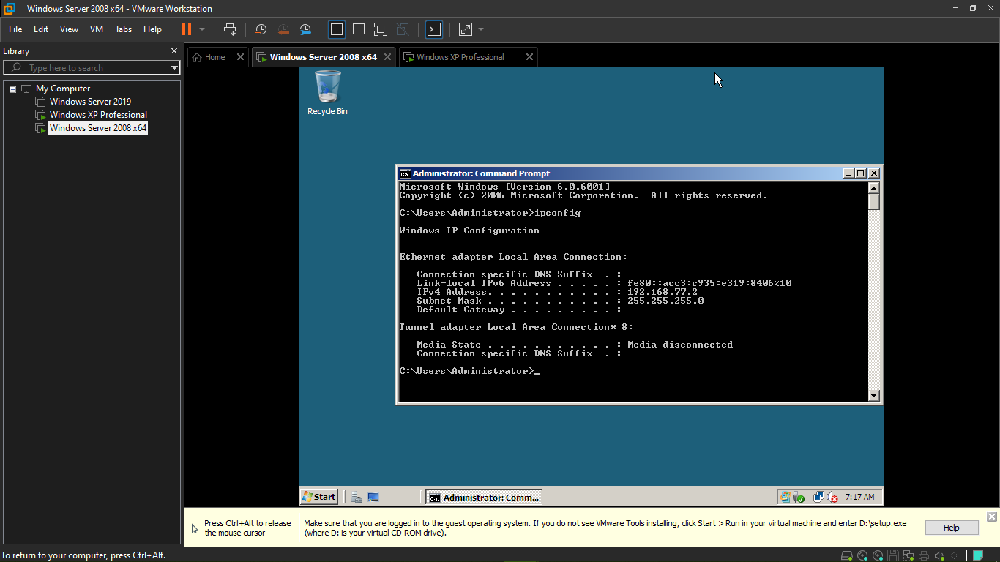 Windows Server 2008 x64 - VMware Workstation
File Edit View VM Tabs Help
Library
Type here to search
My Computer
Windows Server 2019
Windows XP Professional
Windows Server 2008 x64
Home Windows Server 2008 x64 Windows XP Professional
Recycle Bin
Administrator: Command Prompt
Microsoft Windows [Version 6.0.6001]
Copyright (c) 2006 Microsoft Corporation.  All rights reserved.
C:\Users\Administrator>ipconfig
Windows IP Configuration
Ethernet adapter Local Area Connection:
Connection-specific DNS Suffix  . :
Link-local IPv6 Address . . . . . : fe80::acc3:c935:e319:8406%10
IPv4 Address. . . . . . . . . . . : 192.168.77.2
Subnet Mask . . . . . . . . . . . : 255.255.255.0
Default Gateway . . . . . . . . . :
Tunnel adapter Local Area Connection* 8:
Media State . . . . . . . . . . . : Media disconnected
Connection-specific DNS Suffix  . :
C:\Users\Administrator>_
Start Administrator: Comm... 7:17 AM
Press Ctrl+Alt to release
the mouse cursor
Make sure that you are logged in to the guest operating system. If you do not see VMware Tools installing, click Start > Run in your virtual machine and enter D:\setup.exe
(where D: is your virtual CD-ROM drive).
Help
To return to your computer, press Ctrl+Alt.